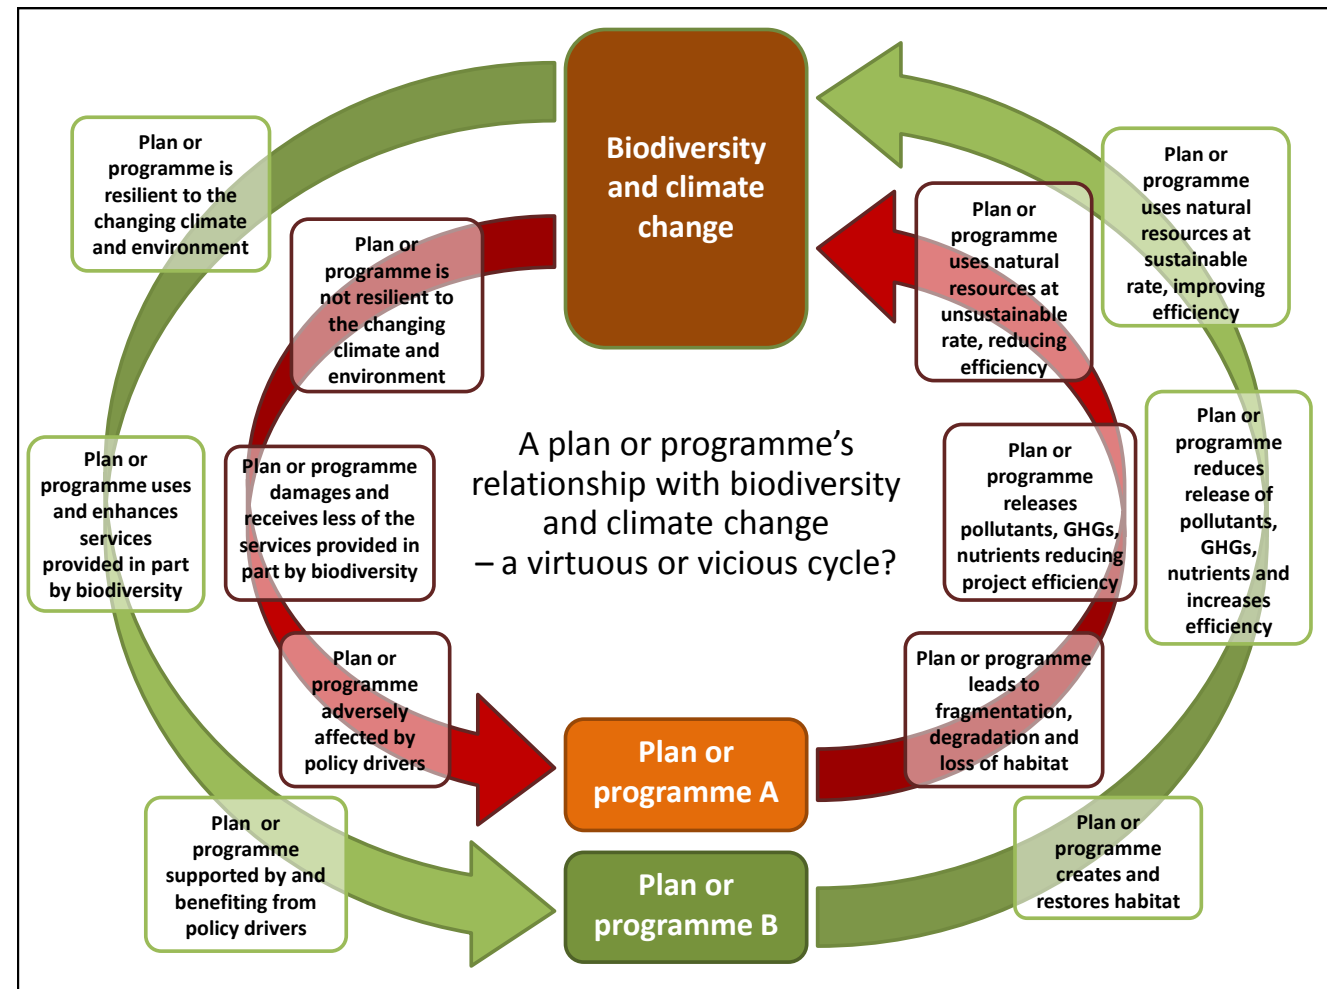 Biodiversity
and climate
change
Plan or
programme is
resilient to the
changing climate
and environment
Plan or
programme is
not resilient to
the changing
climate and
environment
Plan or
programme
uses natural
resources at
unsustainable
rate, reducing
efficiency
Plan or
programme
uses natural
resources at
sustainable
rate, improving
efficiency
Plan or
programme uses
and enhances
services
provided in part
by biodiversity
Plan or programme
damages and
receives less of the
services provided in
part by biodiversity
A plan or programme’s
relationship with biodiversity
and climate change
– a virtuous or vicious cycle?
Plan or
programme
releases
pollutants, GHGs,
nutrients reducing
project efficiency
Plan or
programme
reduces
release of
pollutants,
GHGs,
nutrients and
increases
efficiency
Plan or
programme
adversely
affected by
policy drivers
Plan or
programme A
Plan or programme
leads to
fragmentation,
degradation and
loss of habitat
Plan or
programme
supported by and
benefiting from
policy drivers
Plan or
programme B
Plan or
programme
creates and
restores habitat